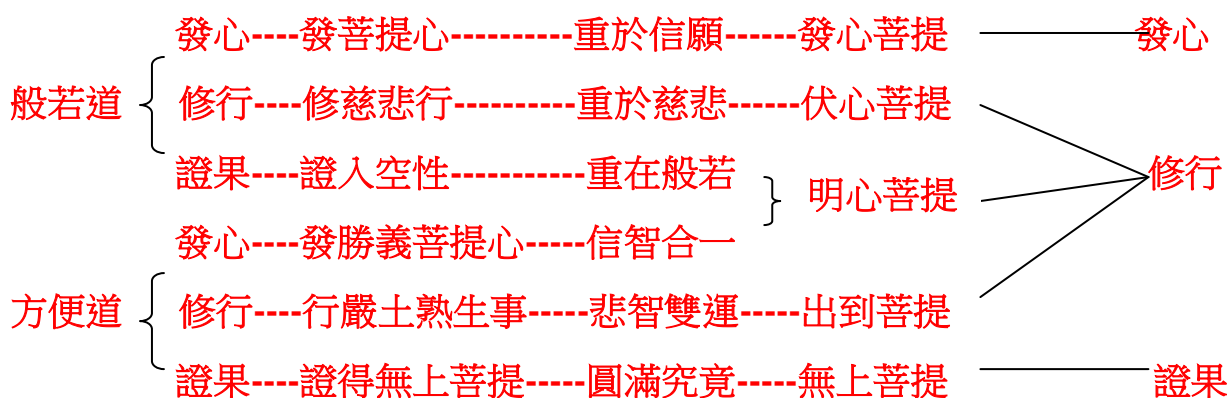 發心----發菩提心----------重於信願------發心菩提 發心
般若道 修行----修慈悲行----------重於慈悲------伏心菩提
證果----證入空性-----------重在般若 明心菩提 修行
發心----發勝義菩提心-----信智合一
方便道 修行----行嚴土熟生事-----悲智雙運-----出到菩提
證果----證得無上菩提-----圓滿究竟-----無上菩提 證果